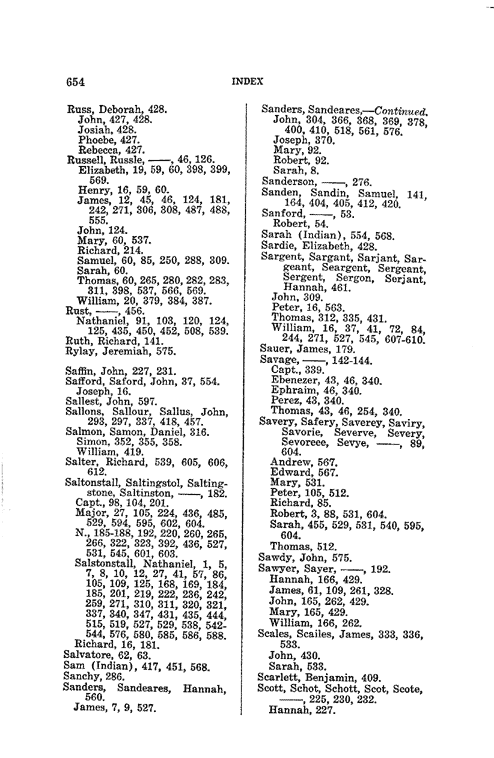 654
INDEX
Russ, Deborah, 428.
John, 427, 428.
Josiah, 428.
Phoebe, 427.
Rebecca, 427.
Russell, Russle, ——, 46, 126.
Elizabeth, 19, 59, 60, 398, 399,
569.
Henry, 16, 59, 60.
James, 12, 45, 46, 124, 181,
242, 271, 306, 308, 487, 488,
555.
John, 124.
Mary, 60, 537.
Richard, 214.
Samuel, 60, 85, 250, 288, 309.
Sarah, 60.
Thomas, 60, 265, 280, 282, 283,
311, 398, 537, 566, 569.
William, 20, 379, 384, 387.
Rust, ——, 456.
Nathaniel, 91, 103, 120, 124,
125, 435, 450, 452, 508, 539.
Ruth, Richard, 141.
Rylay, Jeremiah, 575.
Saffin, John, 227, 231.
Safford, Saford, John, 37, 554.
Joseph, 16.
Sallest, John, 597.
Sallons, Sallour, Sallus, John,
293, 297, 337, 418, 457.
Salmon, Samon, Daniel, 316.
Simon, 352, 355, 358.
William, 419.
Salter, Richard, 539, 605, 606,
612.
Saltonstall, Saltingstol, Salting-
stone, Saltinston, ——, 182.
Capt., 98, 104, 201.
Major, 27, 105, 224, 436, 485,
529, 594, 595, 602, 604.
N., 185-188, 192, 220, 260, 265,
266, 322, 323, 392, 436, 527,
531, 545, 601, 603.
Salstonstall, Nathaniel, 1, 5,
7, 8, 10, 12, 27, 41, 57, 86,
105, 109, 125, 168, 169, 184,
185, 201, 219, 222, 236, 242,
259, 271, 310, 311, 320, 321,
337, 340, 347, 431, 435, 444,
515, 519, 527, 529, 538, 542-
544, 576, 580, 585, 586, 588.
Richard, 16, 181.
Salvatore, 62, 63.
Sam (Indian), 417, 451, 568.
Sanchy, 286.
Sanders, Sandeares, Hannah,
560.
James, 7, 9, 527.
Sanders, Sandeares,—Continued.
John, 304, 366, 368, 369, 378,
400, 410, 518, 561, 576.
Joseph, 370.
Mary, 92.
Robert, 92.
Sarah, 8.
Sanderson, ——, 276.
Sanden, Sandin, Samuel, 141,
164, 404, 405, 412, 420.
Sanford, ——, 53.
Robert, 54.
Sarah (Indian), 554, 568.
Sardie, Elizabeth, 428.
Sargent, Sargant, Sarjant, Sar-
geant, Seargent, Sergeant,
Sergent, Sergon, Serjant,
Hannah, 461.
John, 309.
Peter, 16, 563.
Thomas, 312, 335, 431.
William, 16, 37, 41, 72, 84,
244, 271, 527, 545, 607-610.
Sauer, James, 179.
Savage, ——, 142-144.
Capt., 339.
Ebenezer, 43, 46, 340.
Ephraim, 46, 340.
Perez, 43, 340.
Thomas, 43, 46, 254, 340.
Savery, Safery, Saverey, Saviry,
Savorie, Severve, Severy,
Sevoreee, Sevye, ——, 89,
604.
Andrew, 567.
Edward, 567.
Mary, 531.
Peter, 105, 512.
Richard, 85.
Robert, 3, 88, 531, 604.
Sarah, 455, 529, 531, 540, 595,
604.
Thomas, 512.
Sawdy, John, 575.
Sawyer, Sayer, ——, 192.
Hannah, 166, 429.
James, 61, 109, 261, 328.
John, 165, 262, 429.
Mary, 165, 429.
William, 166, 262.
Scales, Scailes, James, 333, 336,
533.
John, 430.
Sarah, 533.
Scarlett, Benjamin, 409.
Scott, Schot, Schott, Scot, Scote,
——, 225, 230, 232.
Hannah, 227.